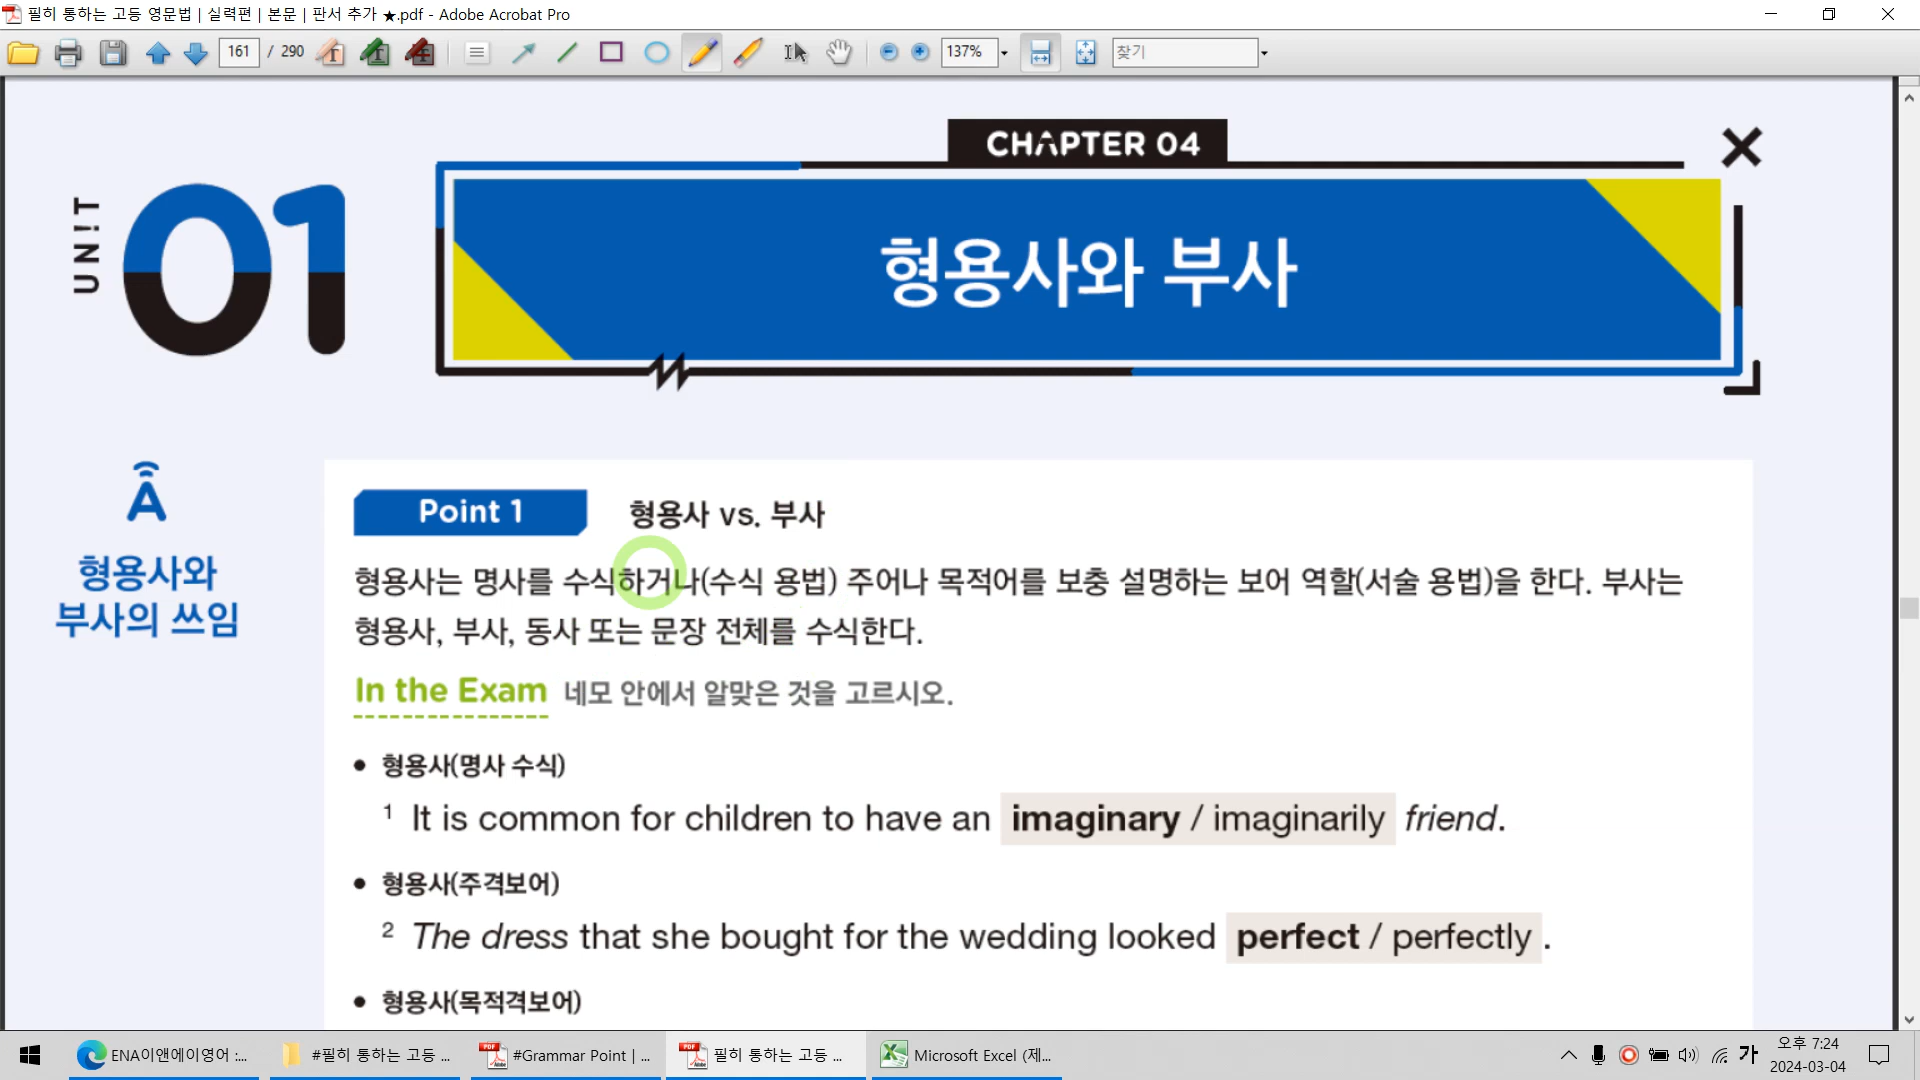 필히 통하는 고등 영문법 | 실력편 | 본문 | 판서 추가 ★.pdf - Adobe Acrobat Pro
161 / 290 137% 찾기
CHAPTER 04
UNIT 01
형용사와 부사
A
형용사와
부사의 쓰임
Point 1 형용사 vs. 부사
형용사는 명사를 수식하거나(수식 용법) 주어나 목적어를 보충 설명하는 보어 역할(서술 용법)을 한다. 부사는
형용사, 부사, 동사 또는 문장 전체를 수식한다.
In the Exam 네모 안에서 알맞은 것을 고르시오.
• 형용사(명사 수식)
1 It is common for children to have an imaginary / imaginarily friend.
• 형용사(주격보어)
2 The dress that she bought for the wedding looked perfect / perfectly .
• 형용사(목적격보어)
ENA이앤에이영어 :... #필히 통하는 고등 ... #Grammar Point | ... 필히 통하는 고등 ... Microsoft Excel (제... 가 오후 7:24
2024-03-04